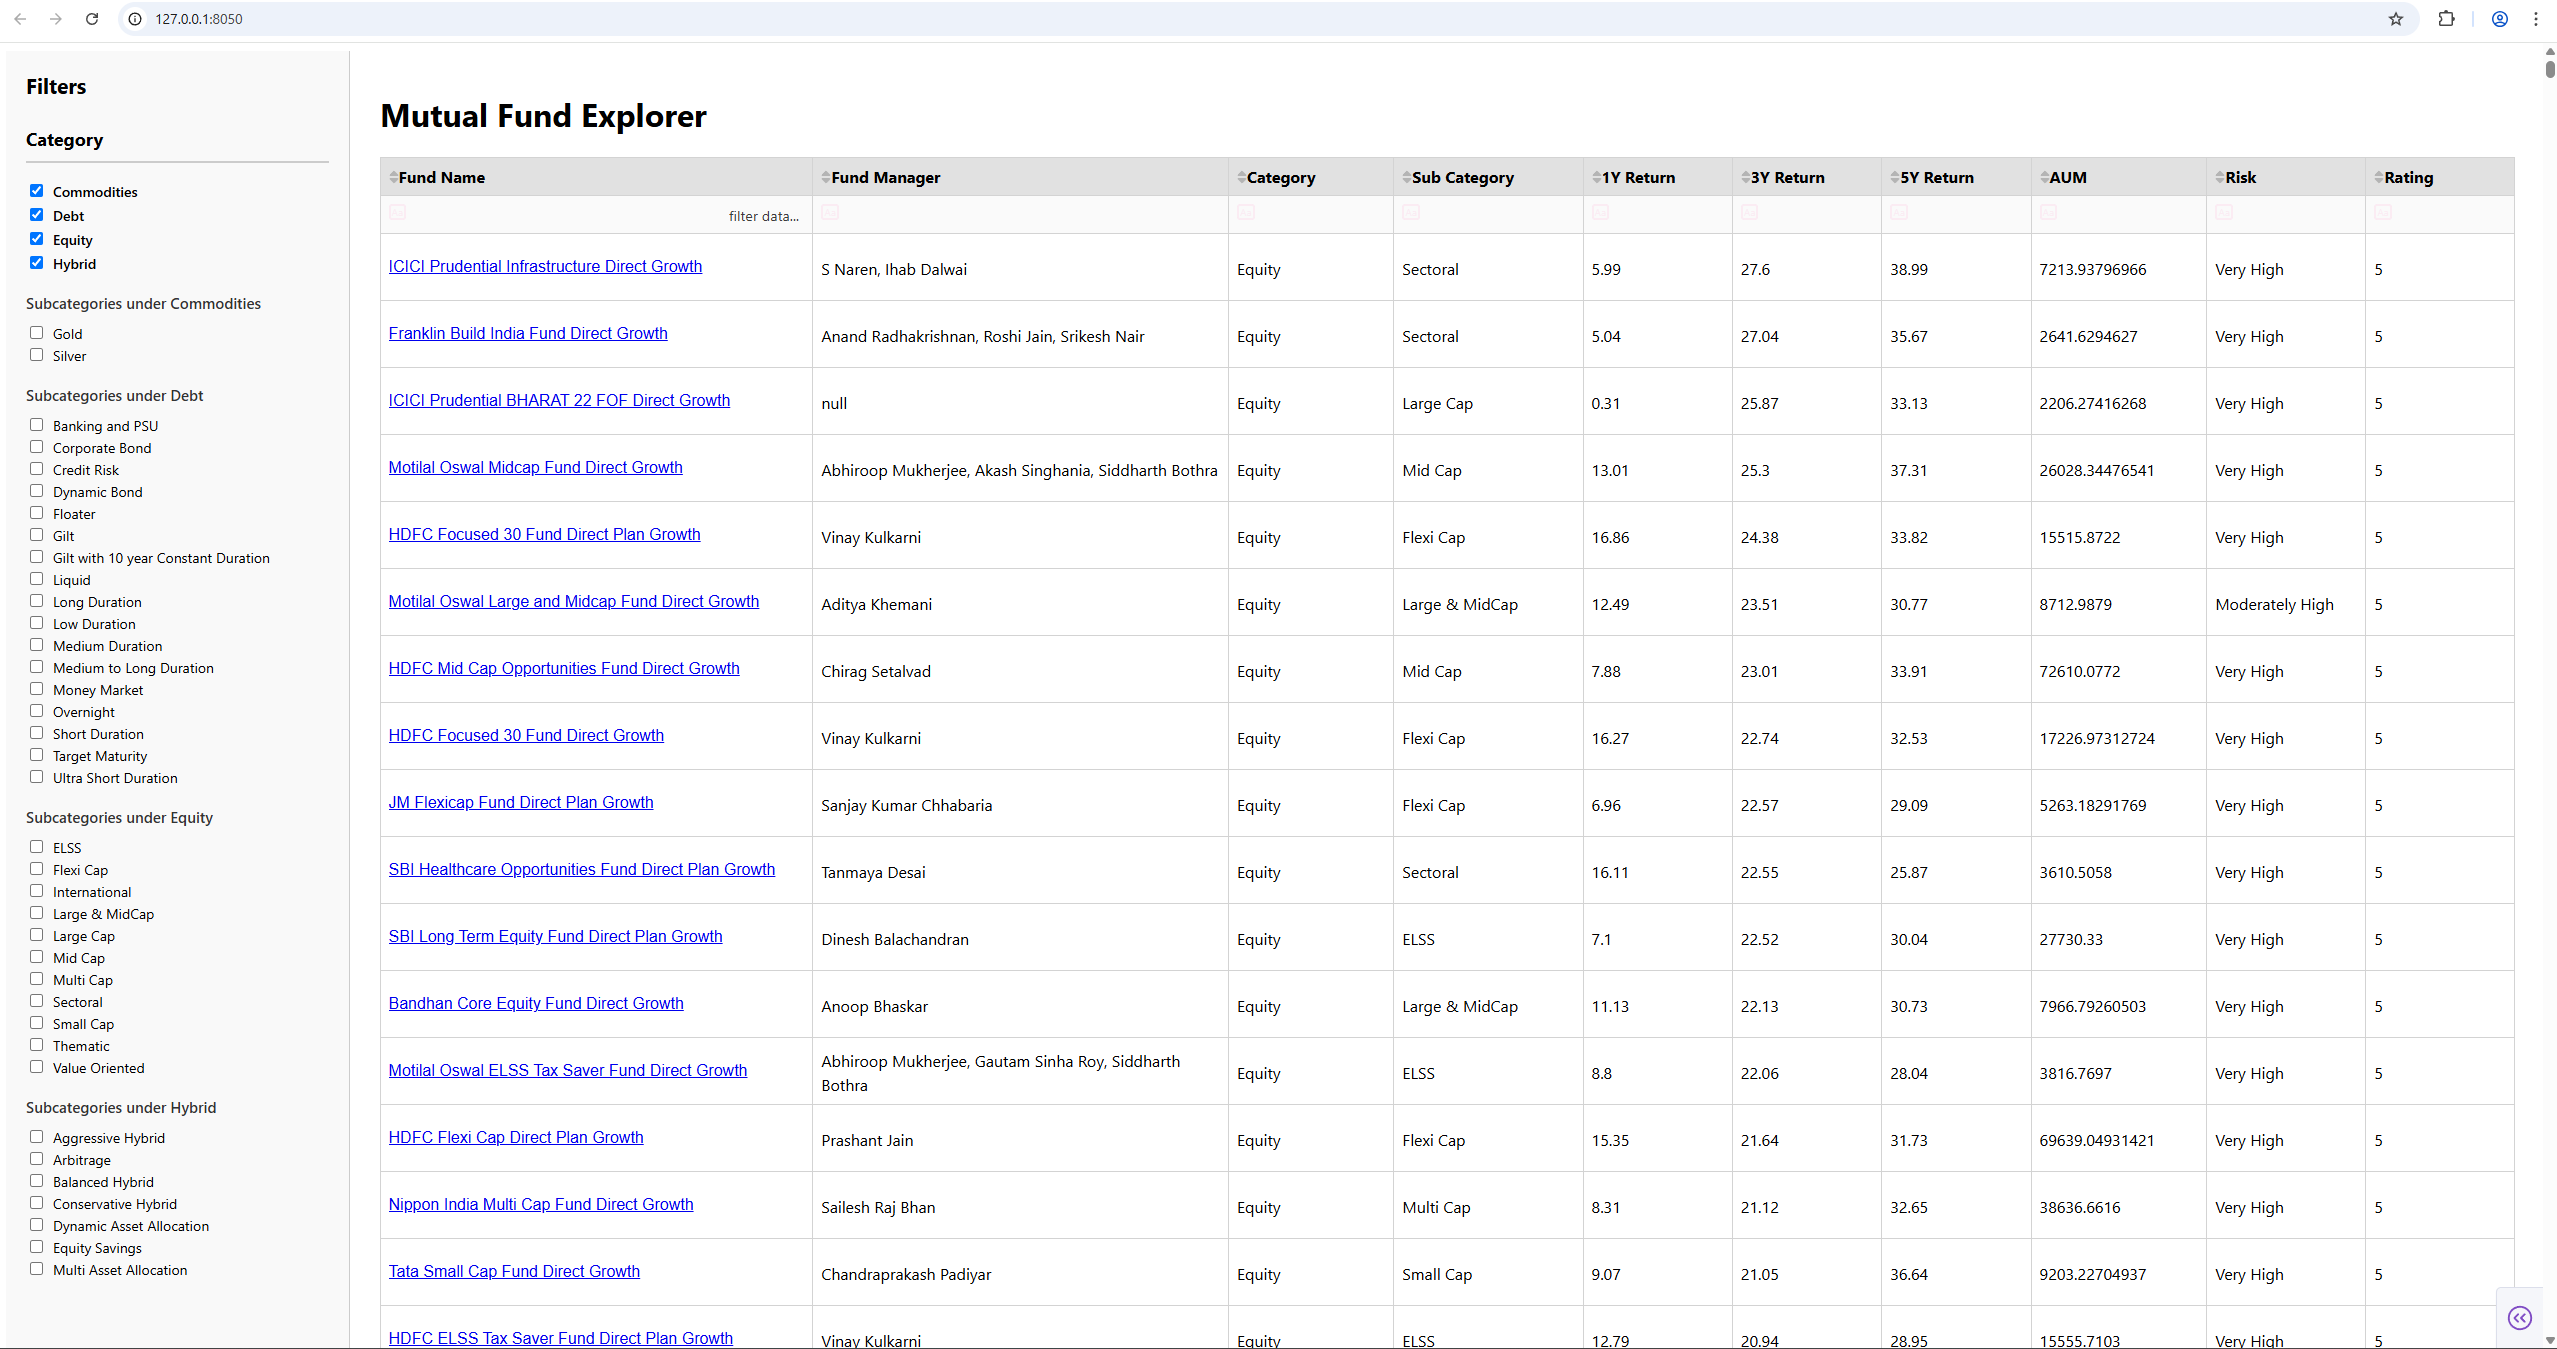 127.0.0.1:8050
Filters
Category
Commodities
Debt
Equity
Hybrid
Subcategories under Commodities
Gold
Silver
Subcategories under Debt
Banking and PSU
Corporate Bond
Credit Risk
Dynamic Bond
Floater
Gilt
Gilt with 10 year Constant Duration
Liquid
Long Duration
Low Duration
Medium Duration
Medium to Long Duration
Money Market
Overnight
Short Duration
Target Maturity
Ultra Short Duration
Subcategories under Equity
ELSS
Flexi Cap
International
Large & MidCap
Large Cap
Mid Cap
Multi Cap
Sectoral
Small Cap
Thematic
Value Oriented
Subcategories under Hybrid
Aggressive Hybrid
Arbitrage
Balanced Hybrid
Conservative Hybrid
Dynamic Asset Allocation
Equity Savings
Multi Asset Allocation
Mutual Fund Explorer
Fund Name Fund Manager Category Sub Category 1Y Return 3Y Return 5Y Return AUM Risk Rating
Aa filter data... Aa Aa Aa Aa Aa Aa Aa Aa Aa
ICICI Prudential Infrastructure Direct Growth S Naren, Ihab Dalwai Equity Sectoral 5.99 27.6 38.99 7213.93796966 Very High 5
Franklin Build India Fund Direct Growth Anand Radhakrishnan, Roshi Jain, Srikesh Nair Equity Sectoral 5.04 27.04 35.67 2641.6294627 Very High 5
ICICI Prudential BHARAT 22 FOF Direct Growth null Equity Large Cap 0.31 25.87 33.13 2206.27416268 Very High 5
Motilal Oswal Midcap Fund Direct Growth Abhiroop Mukherjee, Akash Singhania, Siddharth Bothra Equity Mid Cap 13.01 25.3 37.31 26028.34476541 Very High 5
HDFC Focused 30 Fund Direct Plan Growth Vinay Kulkarni Equity Flexi Cap 16.86 24.38 33.82 15515.8722 Very High 5
Motilal Oswal Large and Midcap Fund Direct Growth Aditya Khemani Equity Large & MidCap 12.49 23.51 30.77 8712.9879 Moderately High 5
HDFC Mid Cap Opportunities Fund Direct Growth Chirag Setalvad Equity Mid Cap 7.88 23.01 33.91 72610.0772 Very High 5
HDFC Focused 30 Fund Direct Growth Vinay Kulkarni Equity Flexi Cap 16.27 22.74 32.53 17226.97312724 Very High 5
JM Flexicap Fund Direct Plan Growth Sanjay Kumar Chhabaria Equity Flexi Cap 6.96 22.57 29.09 5263.18291769 Very High 5
SBI Healthcare Opportunities Fund Direct Plan Growth Tanmaya Desai Equity Sectoral 16.11 22.55 25.87 3610.5058 Very High 5
SBI Long Term Equity Fund Direct Plan Growth Dinesh Balachandran Equity ELSS 7.1 22.52 30.04 27730.33 Very High 5
Bandhan Core Equity Fund Direct Growth Anoop Bhaskar Equity Large & MidCap 11.13 22.13 30.73 7966.79260503 Very High 5
Motilal Oswal ELSS Tax Saver Fund Direct Growth Abhiroop Mukherjee, Gautam Sinha Roy, Siddharth Bothra Equity ELSS 8.8 22.06 28.04 3816.7697 Very High 5
HDFC Flexi Cap Direct Plan Growth Prashant Jain Equity Flexi Cap 15.35 21.64 31.73 69639.04931421 Very High 5
Nippon India Multi Cap Fund Direct Growth Sailesh Raj Bhan Equity Multi Cap 8.31 21.12 32.65 38636.6616 Very High 5
Tata Small Cap Fund Direct Growth Chandraprakash Padiyar Equity Small Cap 9.07 21.05 36.64 9203.22704937 Very High 5
HDFC ELSS Tax Saver Fund Direct Plan Growth Vinay Kulkarni Equity ELSS 12.79 20.94 28.95 15555.7103 Very High 5